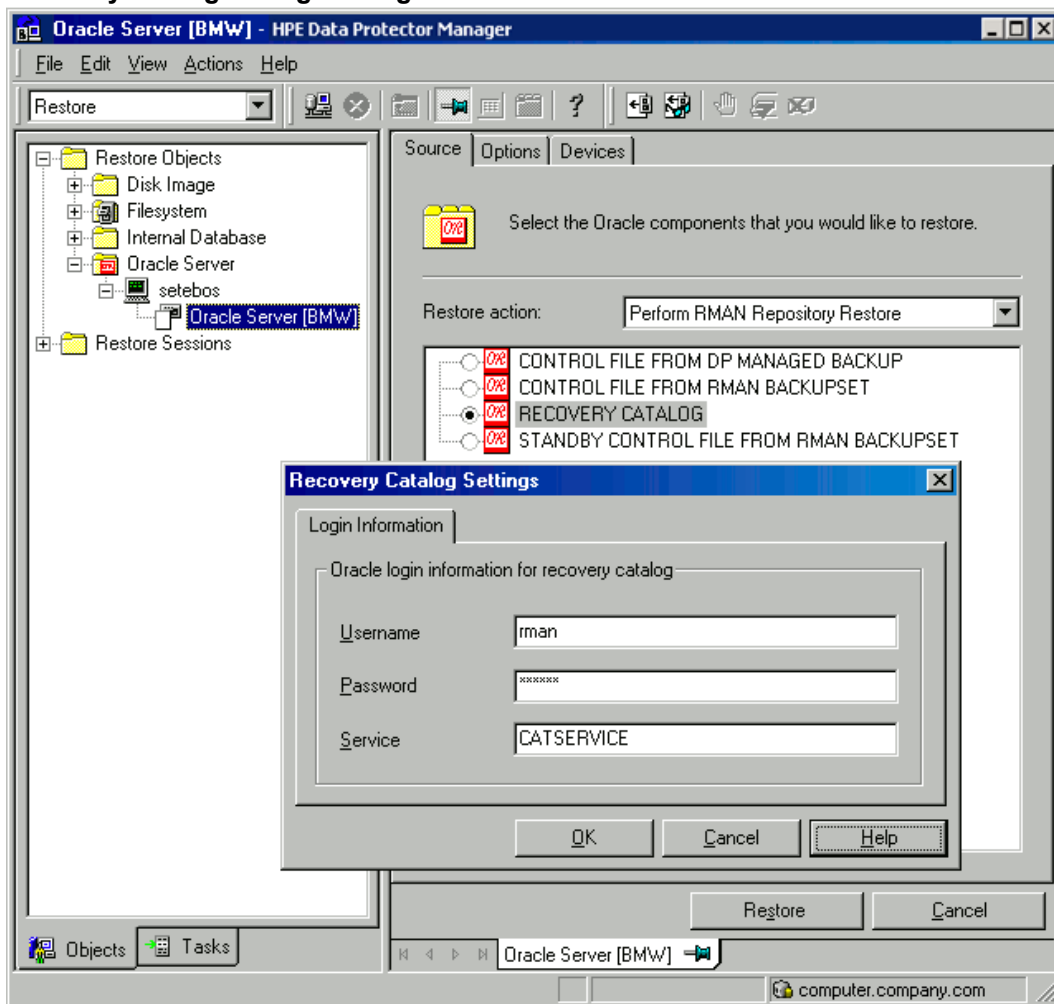 Oracle Server [BMW] - HPE Data Protector Manager
File Edit View Actions Help
Restore
Restore Objects
Disk Image
Filesystem
Internal Database
Oracle Server
setebos
Oracle Server [BMW]
Restore Sessions
Source Options Devices
Select the Oracle components that you would like to restore.
Restore action: Perform RMAN Repository Restore
CONTROL FILE FROM DP MANAGED BACKUP
CONTROL FILE FROM RMAN BACKUPSET
RECOVERY CATALOG
STANDBY CONTROL FILE FROM RMAN BACKUPSET
Recovery Catalog Settings
Login Information
Oracle login information for recovery catalog
Username rman
Password ××××××
Service CATSERVICE
OK Cancel Help
Restore Cancel
Objects Tasks
Oracle Server [BMW]
computer.company.com